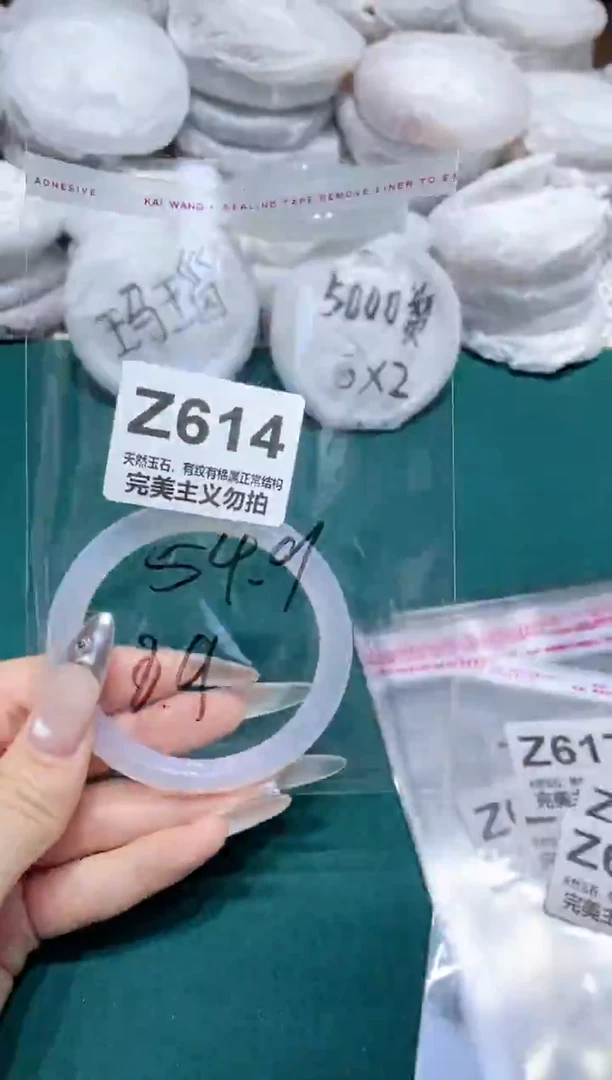 ADHESIVE
KAI WANG • SEALING TAPE REMOVE LINER TO
玛瑙
5000
X2
Z614
天然玉石、有纹有棉属正常结构
完美主义勿拍
54.9
Z617
完美